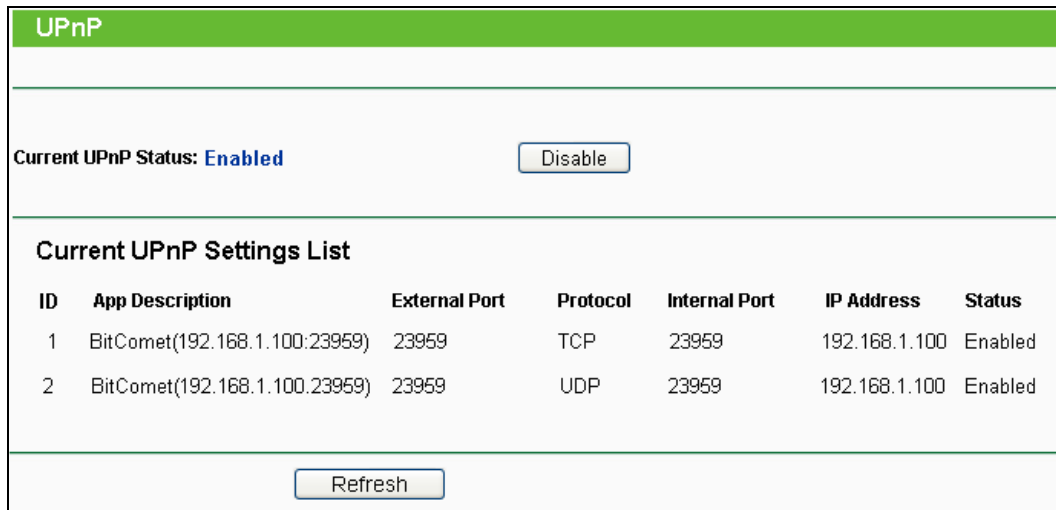 UPnP
Current UPnP Status: Enabled Disable
Current UPnP Settings List
ID App Description External Port Protocol Internal Port IP Address Status
1 BitComet(192.168.1.100:23959) 23959 TCP 23959 192.168.1.100 Enabled
2 BitComet(192.168.1.100.23959) 23959 UDP 23959 192.168.1.100 Enabled
Refresh